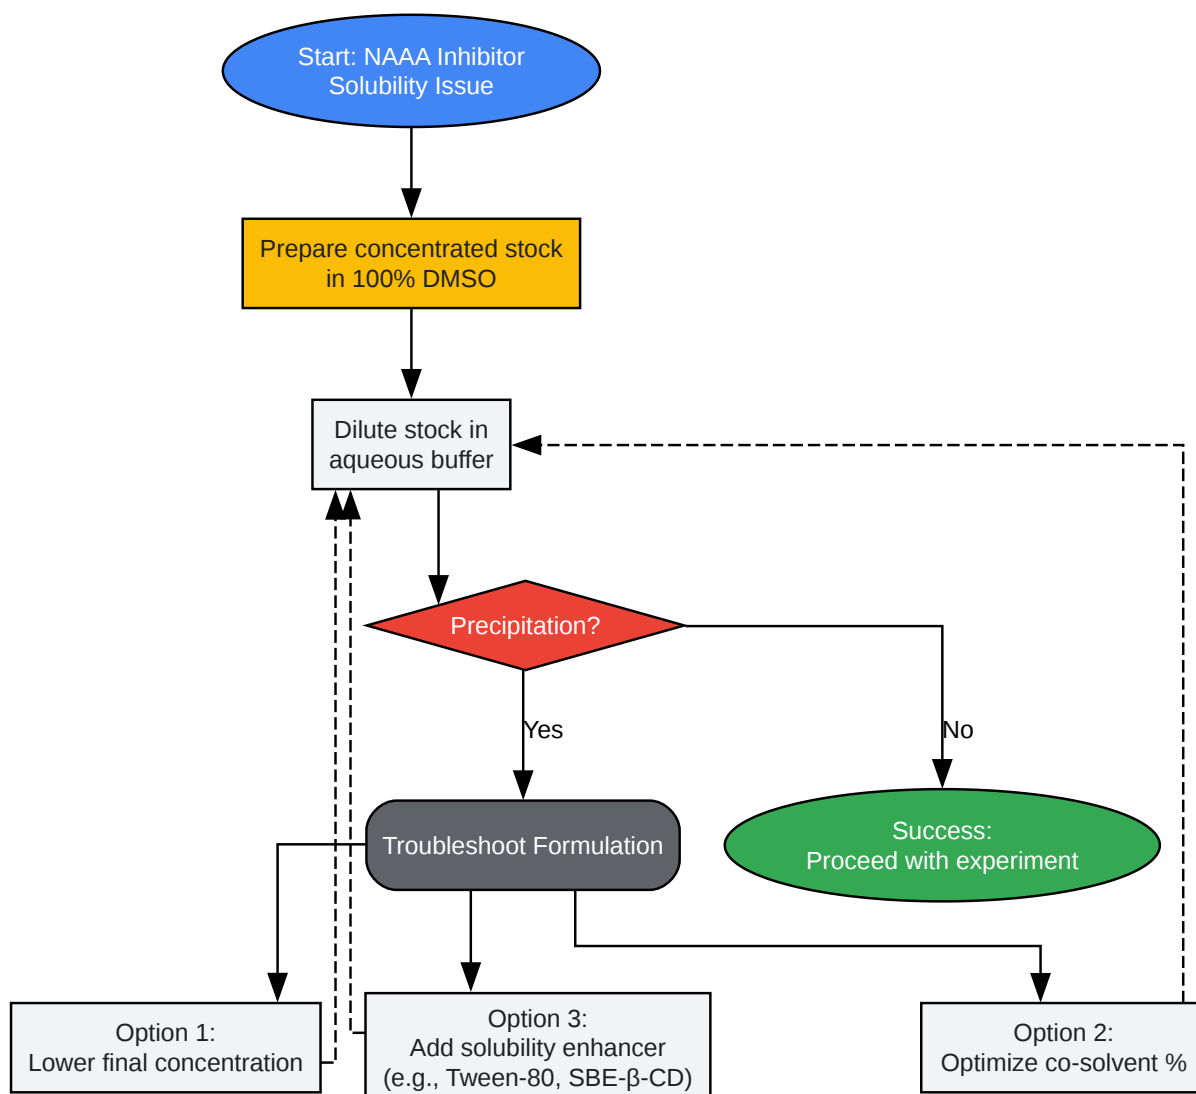 Start: NAAA Inhibitor
Solubility Issue
Prepare concentrated stock
in 100% DMSO
Dilute stock in
aqueous buffer
Precipitation?
Yes
No
Troubleshoot Formulation
Success:
Proceed with experiment
Option 1:
Lower final concentration
Option 3:
Add solubility enhancer
(e.g., Tween-80, SBE-β-CD)
Option 2:
Optimize co-solvent %